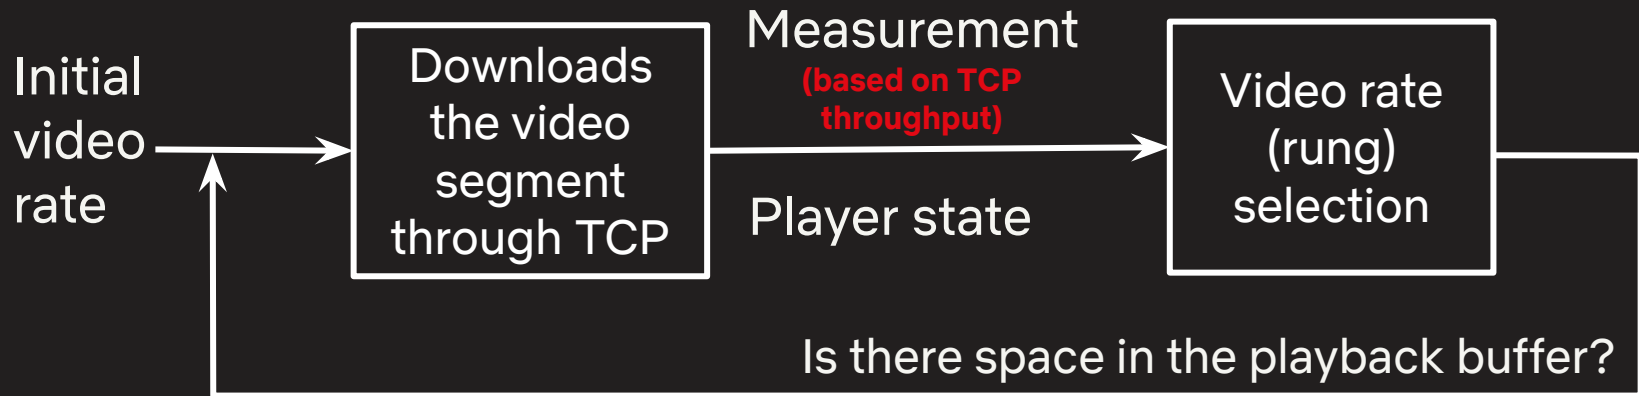 Initial
video
rate
Downloads
the video
segment
through TCP
Measurement
(based on TCP
throughput)
Player state
Video rate
(rung)
selection
Is there space in the playback buffer?